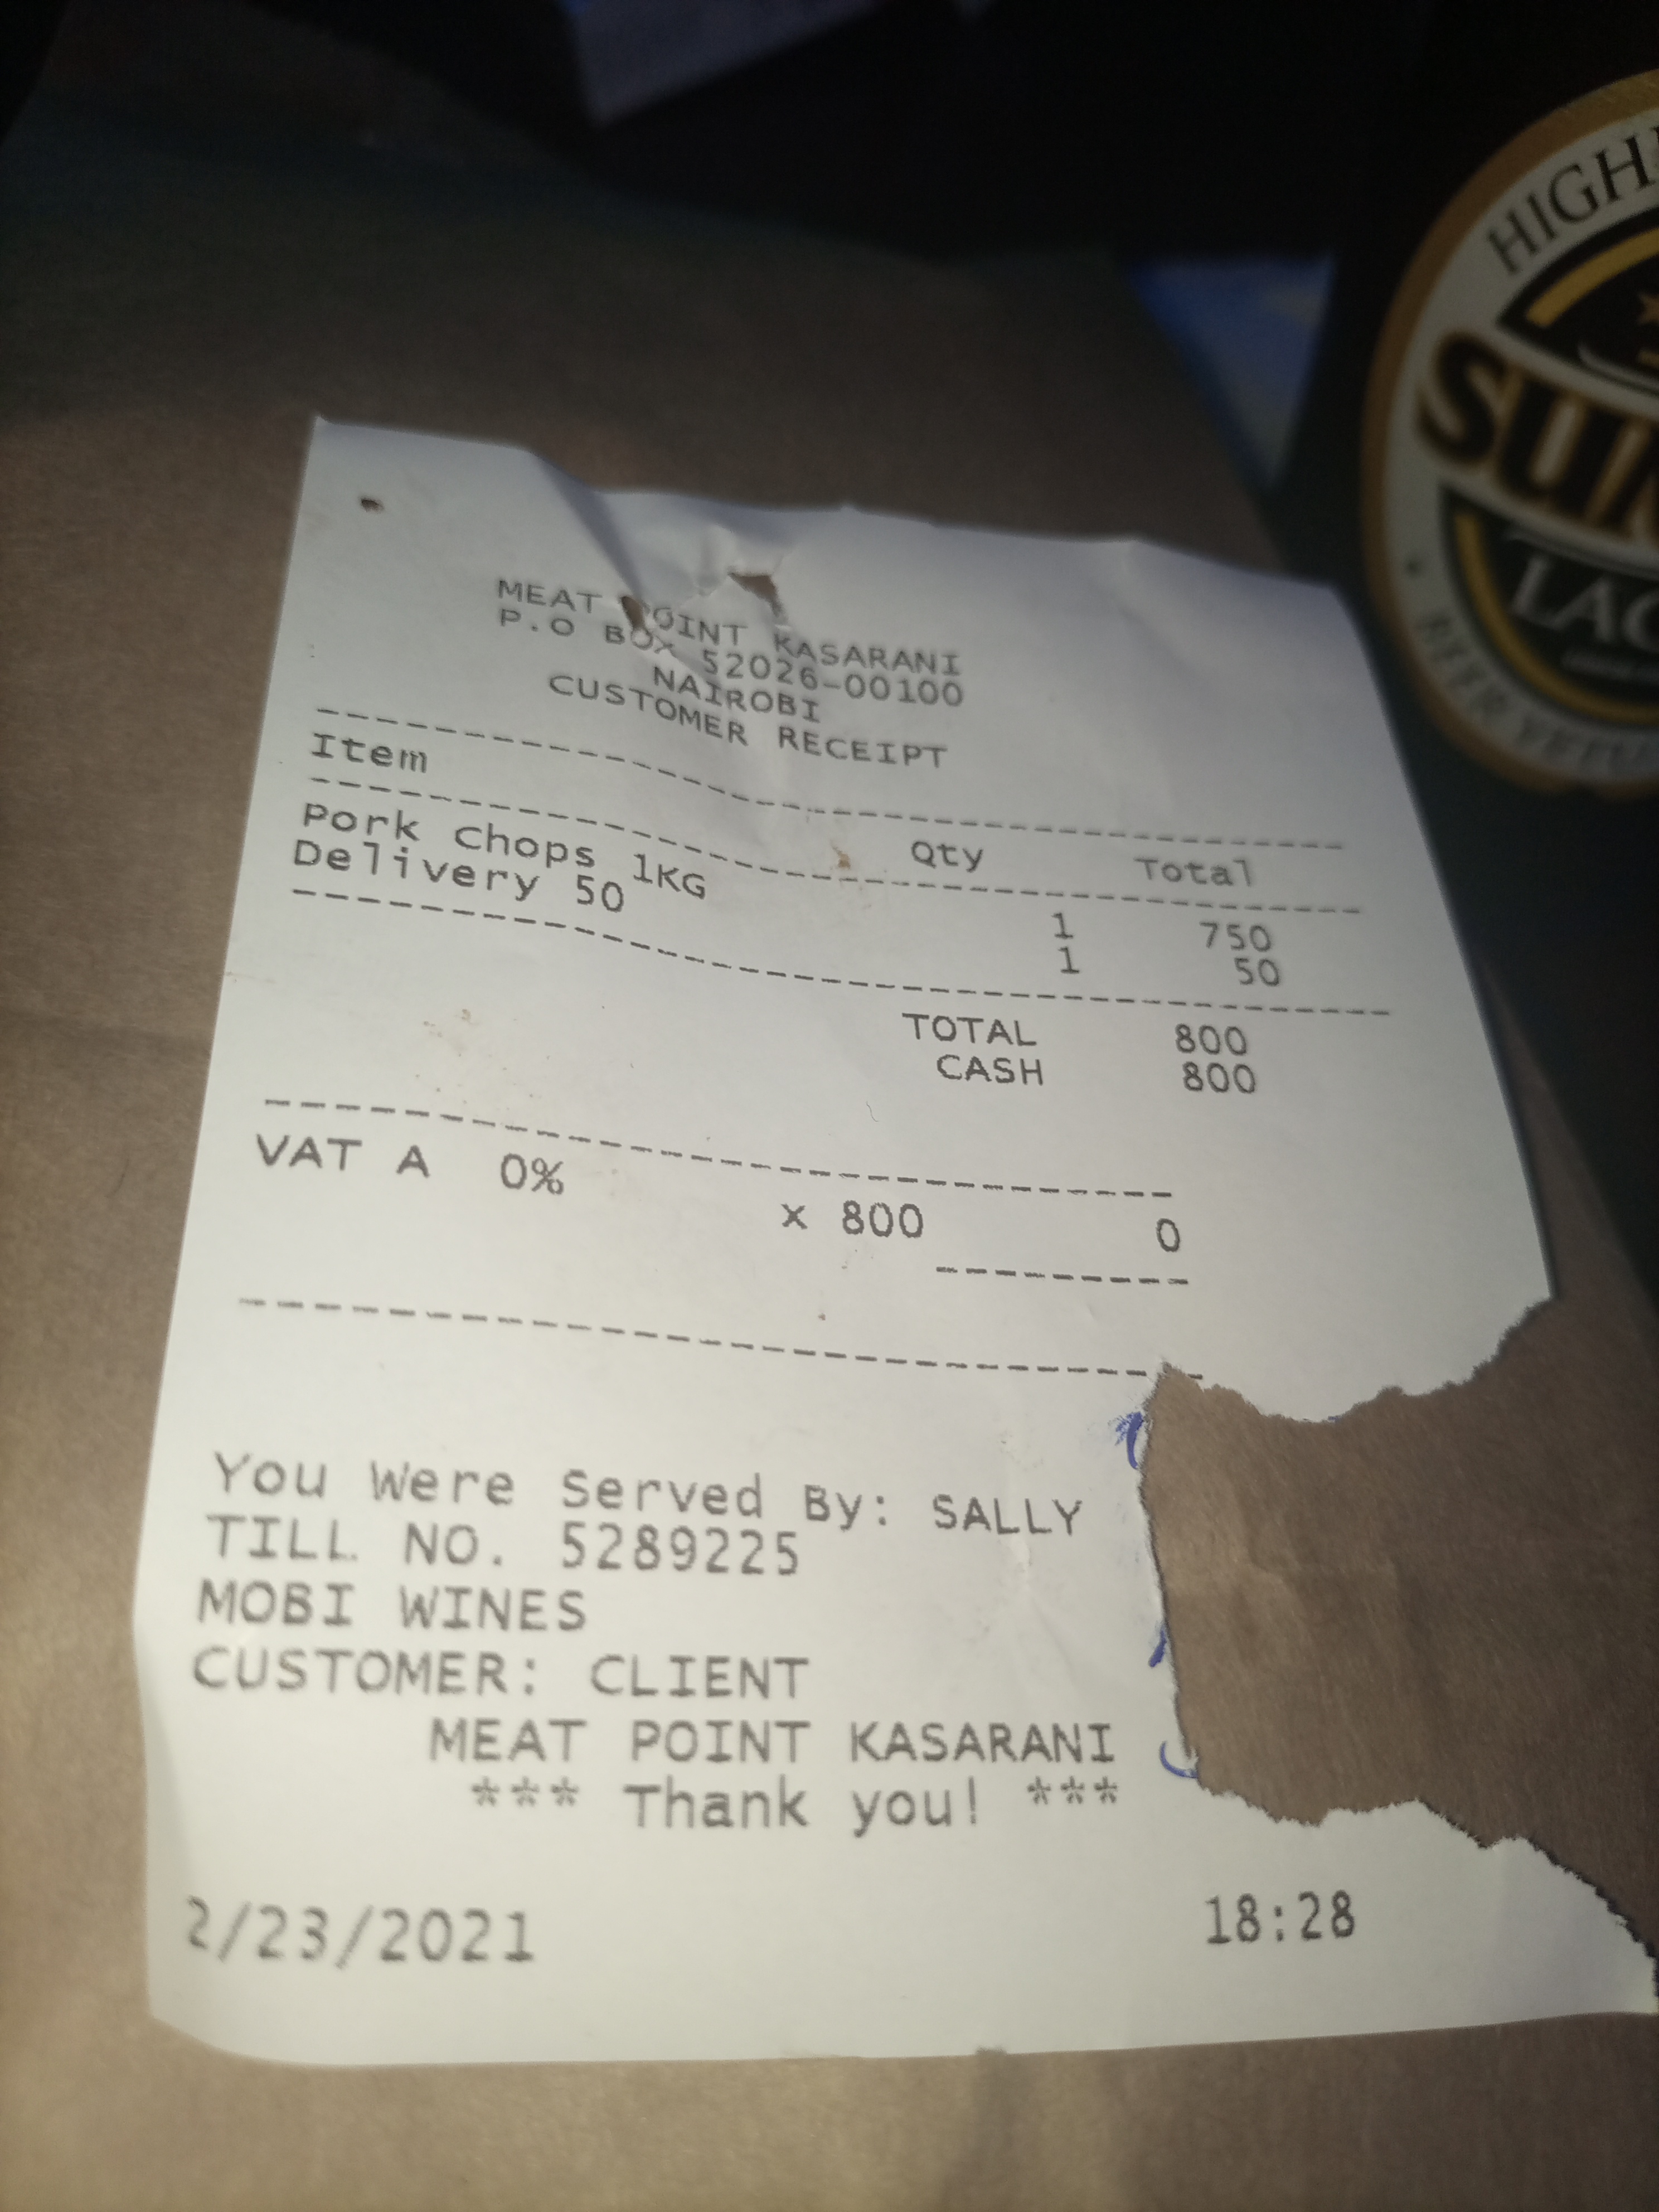 MEAT POINT KASARANI
P.O BOX 52026-00100
NAIROBI
CUSTOMER RECEIPT
Item Qty Total
Pork Chops 1KG 1 750
Delivery 50 1 50
TOTAL 800
CASH 800
VAT A 0% x 800 0
You Were Served By: SALLY
TILL NO. 5289225
MOBI WINES
CUSTOMER: CLIENT
MEAT POINT KASARANI
*** Thank you! ***
2/23/2021 18:28
BEER